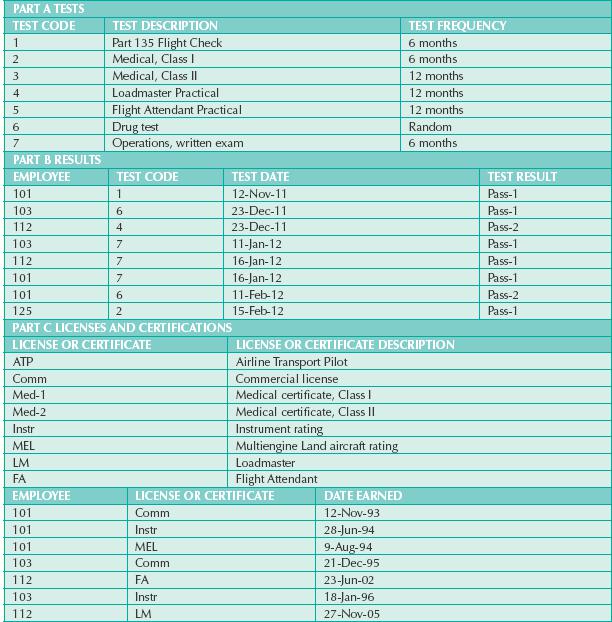 PART A TESTS
TEST CODE TEST DESCRIPTION TEST FREQUENCY
1 Part 135 Flight Check 6 months
2 Medical, Class I 6 months
3 Medical, Class II 12 months
4 Loadmaster Practical 12 months
5 Flight Attendant Practical 12 months
6 Drug test Random
7 Operations, written exam 6 months
PART B RESULTS
EMPLOYEE TEST CODE TEST DATE TEST RESULT
101 1 12-Nov-11 Pass-1
103 6 23-Dec-11 Pass-1
112 4 23-Dec-11 Pass-2
103 7 11-Jan-12 Pass-1
112 7 16-Jan-12 Pass-1
101 7 16-Jan-12 Pass-1
101 6 11-Feb-12 Pass-2
125 2 15-Feb-12 Pass-1
PART C LICENSES AND CERTIFICATIONS
LICENSE OR CERTIFICATE LICENSE OR CERTIFICATE DESCRIPTION
ATP Airline Transport Pilot
Comm Commercial license
Med-1 Medical certificate, Class I
Med-2 Medical certificate, Class II
Instr Instrument rating
MEL Multiengine Land aircraft rating
LM Loadmaster
FA Flight Attendant
EMPLOYEE LICENSE OR CERTIFICATE DATE EARNED
101 Comm 12-Nov-93
101 Instr 28-Jun-94
101 MEL 9-Aug-94
103 Comm 21-Dec-95
112 FA 23-Jun-02
103 Instr 18-Jan-96
112 LM 27-Nov-05